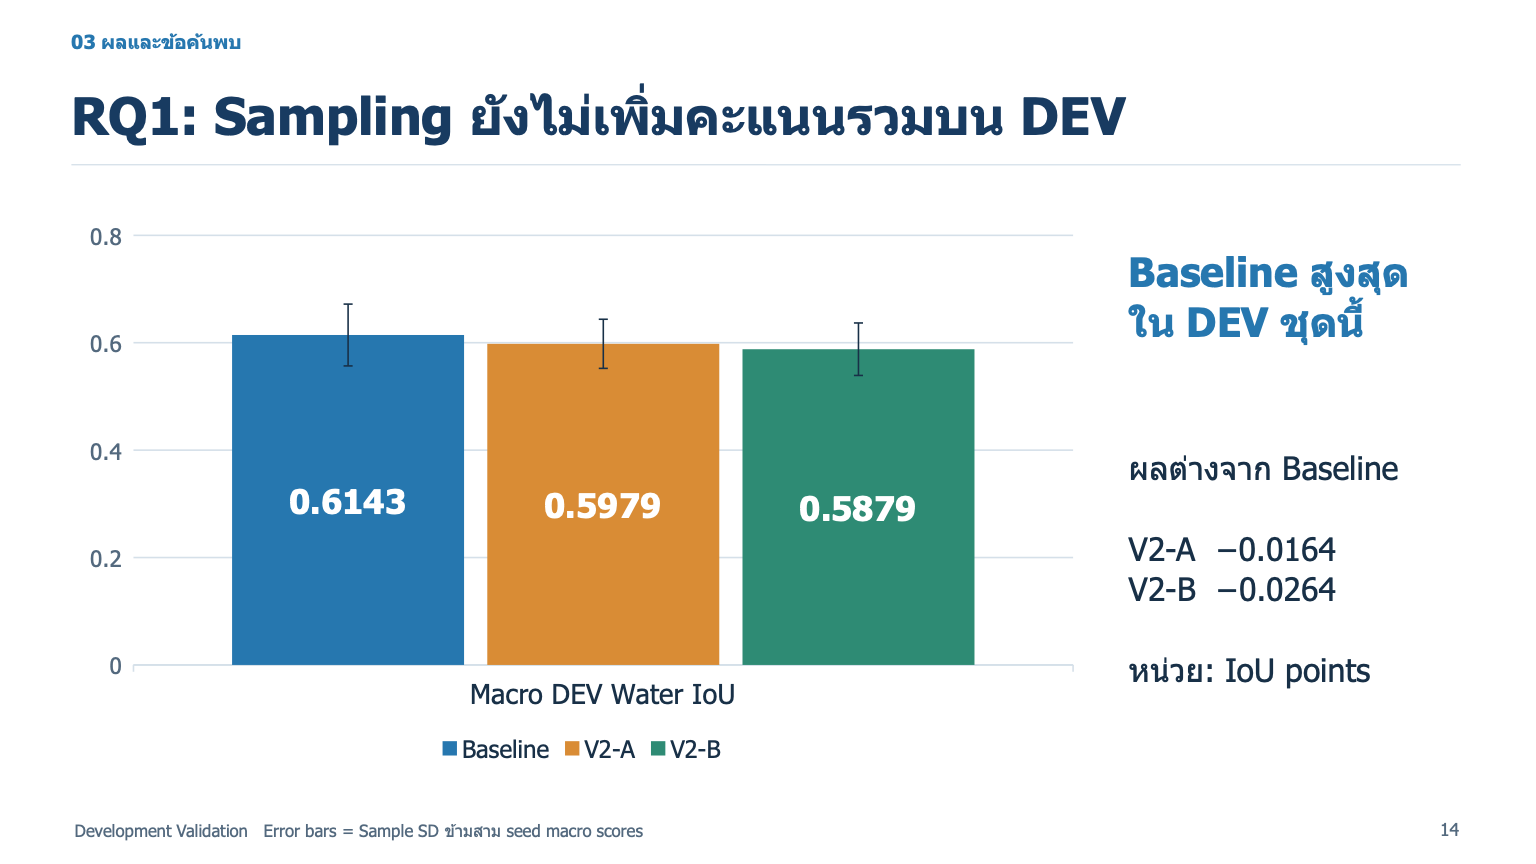 03 ผลและข้อค้นพบ
RQ1: Sampling ยังไม่เพิ่มคะแนนรวมบน DEV
0.8
0.6
0.4
0.2
0
0.6143
0.5979
0.5879
Macro DEV Water IoU
Baseline V2-A V2-B
Baseline สูงสุด
ใน DEV ชุดนี้
ผลต่างจาก Baseline
V2-A −0.0164
V2-B −0.0264
หน่วย: IoU points
Development Validation Error bars = Sample SD ข้ามสาม seed macro scores
14